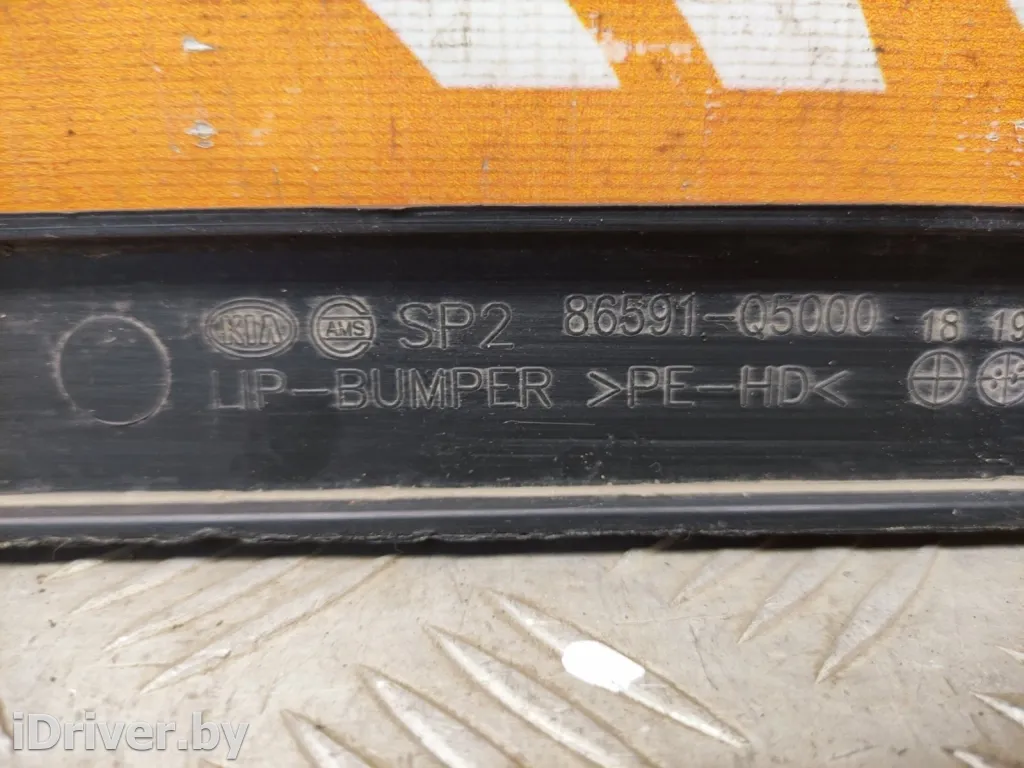 KIA AMS SP2 86591-Q5000 18 19
LIP-BUMPER >PE-HD<
iDriver.by